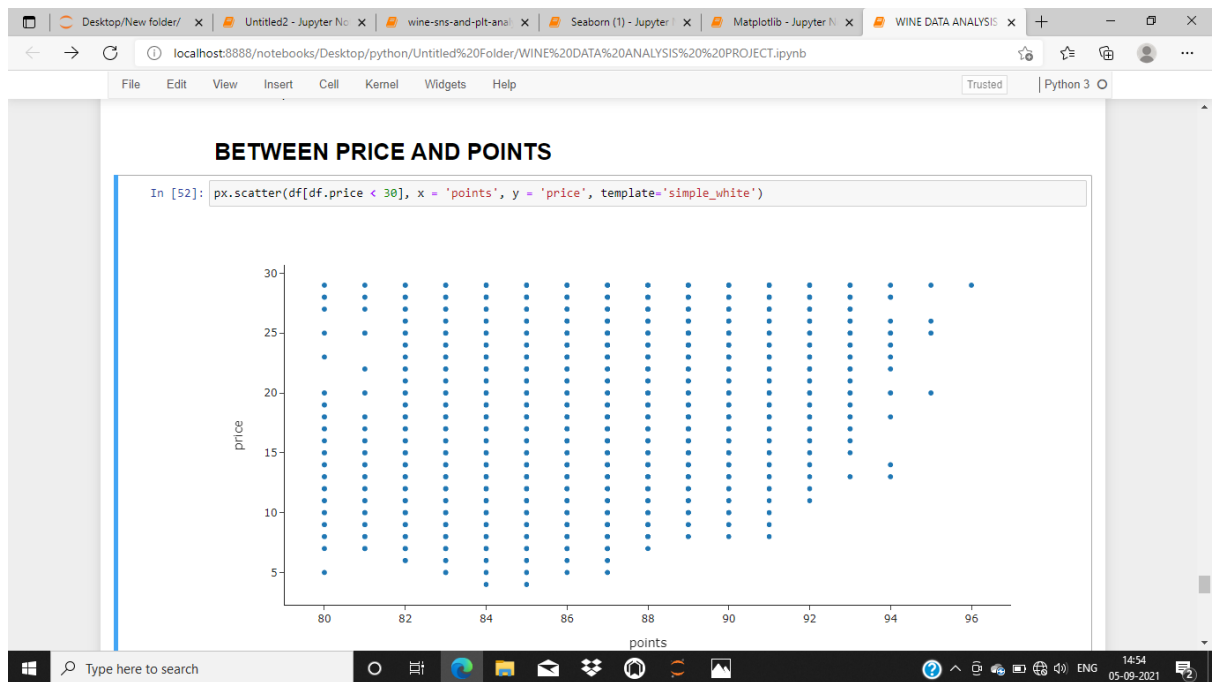 Desktop/New folder/
Untitled2 - Jupyter No
wine-sns-and-plt-anal
Seaborn (1) - Jupyter
Matplotlib - Jupyter N
WINE DATA ANALYSIS
localhost:8888/notebooks/Desktop/python/Untitled%20Folder/WINE%20DATA%20ANALYSIS%20%20PROJECT.ipynb
File Edit View Insert Cell Kernel Widgets Help
Trusted
Python 3
BETWEEN PRICE AND POINTS
In [52]: px.scatter(df[df.price < 30], x = 'points', y = 'price', template='simple_white')
30
25
20
15
10
5
price
80 82 84 86 88 90 92 94 96
points
Type here to search
ENG
14:54
05-09-2021
2